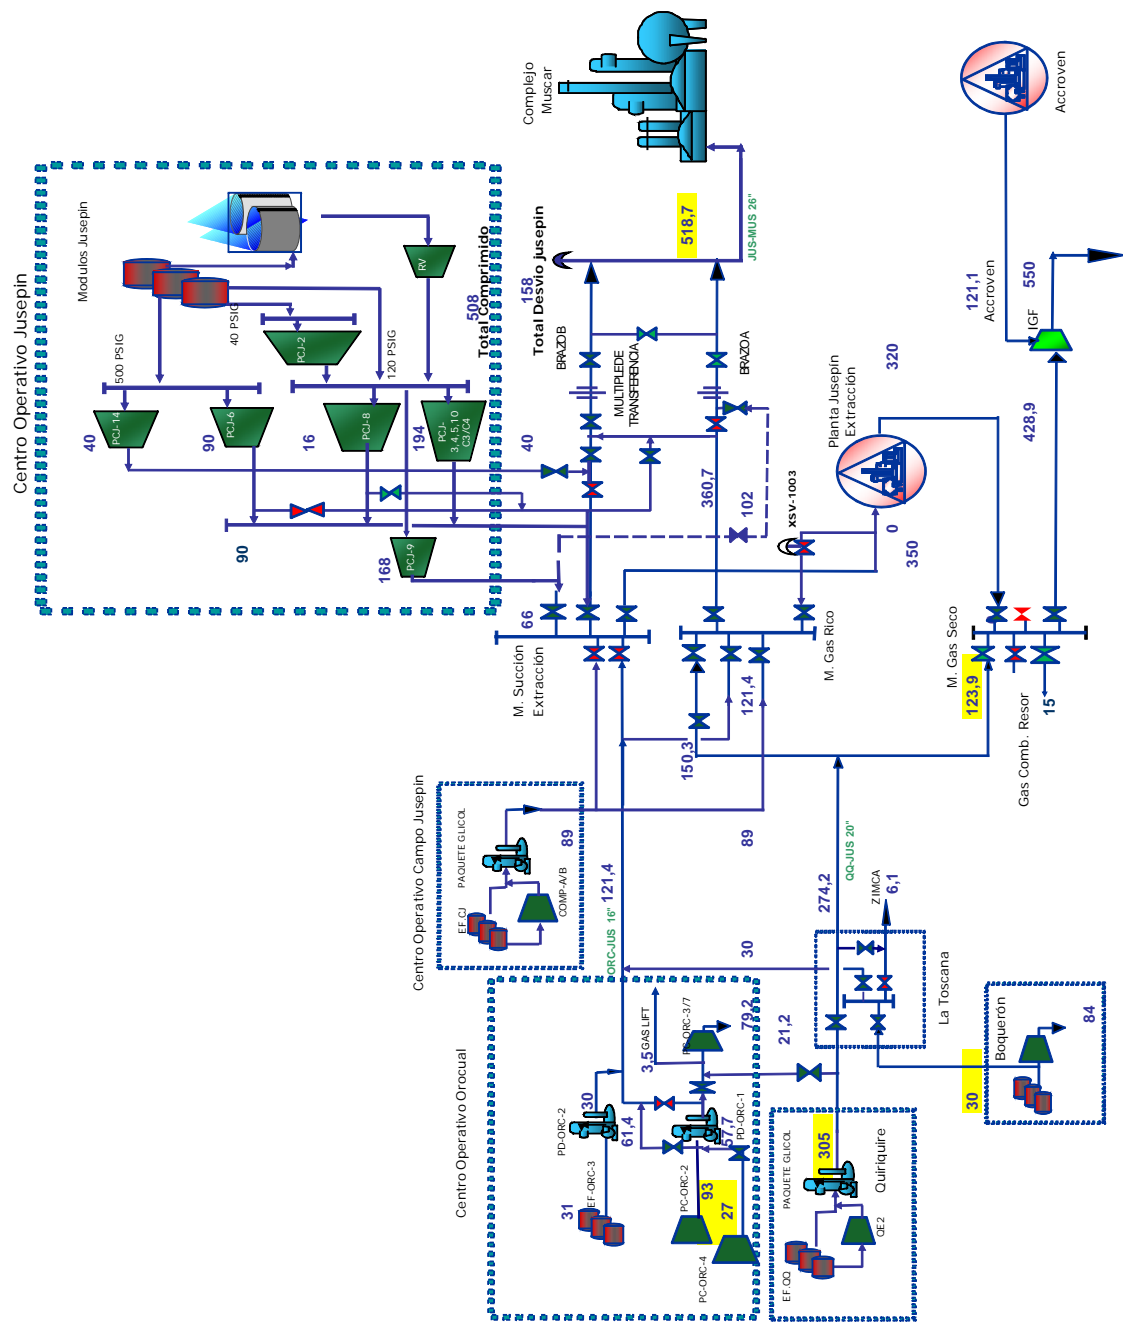 Centro Operativo Jusepin
Modulos Jusepin
500 PSIG
40 PSIG
120 PSIG
PCJ-14
PCJ-6
PCJ-2
PCJ-8
PCJ-
3,4,5,10
C3/C4
RV
PCJ-9
40
90
16
194
90
168
508
Total Comprimido
158
Total Desvio jusepin
Complejo
Muscar
518,7
JUS-MUS 26"
BRAZO B
BRAZO A
MULTIPLE DE
TRANSFERENCIA
40
360,7
102
XSV-1003
Planta Jusepin
Extracción
320
0
350
Accroven
121,1
Accroven
550
IGF
428,9
66
M. Succión
Extracción
M. Gas Rico
M. Gas Seco
123,9
15
Gas Comb. Resor
121,4
150,3
Centro Operativo Campo Jusepin
PAQUETE GLICOL
EF.CJ
COMP-A/B
89
89
121,4
ORC-JUS 16"
274,2
QQ-JUS 20"
ZIMCA
6,1
30
La Toscana
Centro Operativo Orocual
PD-ORC-2
30
EF-ORC-3
31
61,4
3,5
GAS LIFT
PC-ORC-3/7
79,2
21,2
57,7
PD-ORC-1
PC-ORC-2
93
27
PC-ORC-4
PAQUETE GLICOL
305
Quiriquire
EF.QQ
QE2
30
Boquerón
84